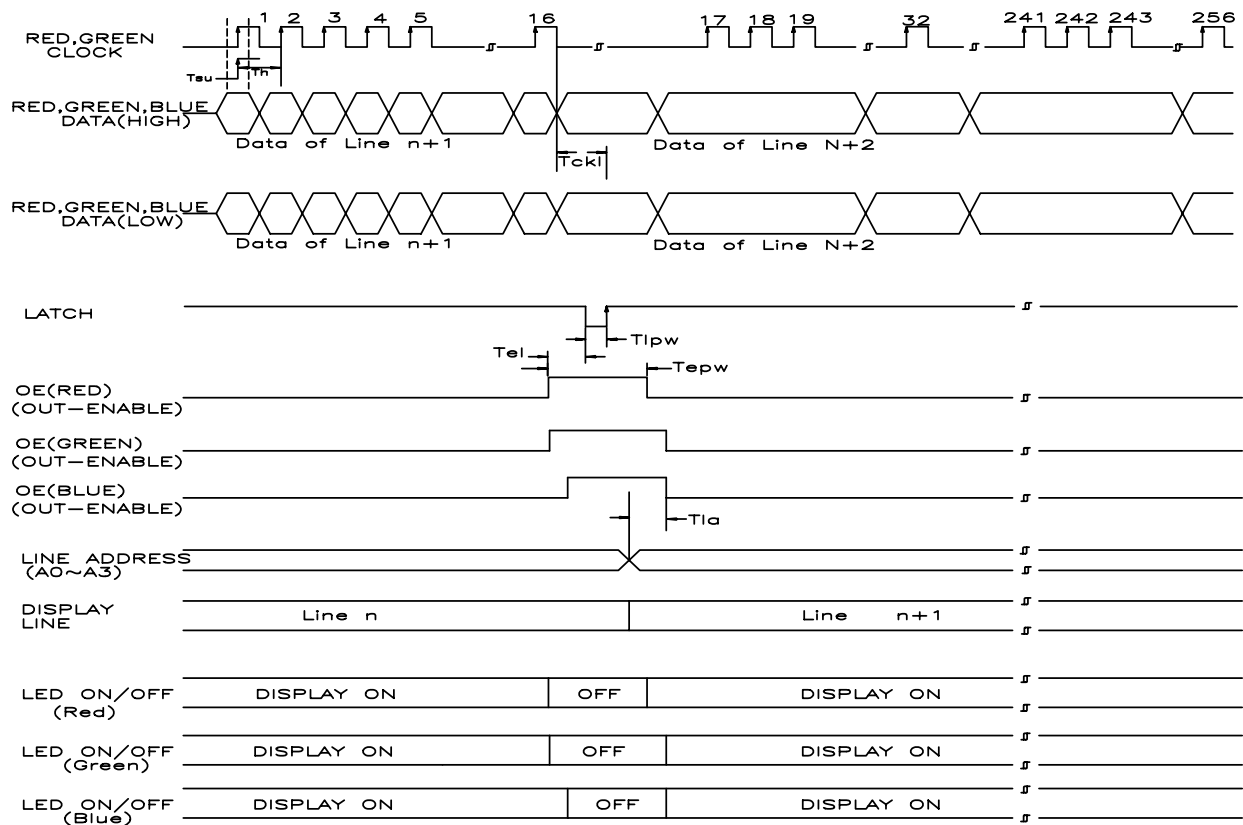 1 2 3 4 5 16 17 18 19 32 241 242 243 256
RED,GREEN
CLOCK
Tsu Th
RED,GREEN,BLUE
DATA(HIGH)
Data of Line n+1 Data of Line N+2
Tckl
RED,GREEN,BLUE
DATA(LOW)
Data of Line n+1 Data of Line N+2
LATCH
Tlpw
Tel Tepw
OE(RED)
(OUT-ENABLE)
OE(GREEN)
(OUT-ENABLE)
OE(BLUE)
(OUT-ENABLE)
Tla
LINE ADDRESS
(A0~A3)
DISPLAY
LINE
Line n Line n+1
LED ON/OFF
(Red)
DISPLAY ON OFF DISPLAY ON
LED ON/OFF
(Green)
DISPLAY ON OFF DISPLAY ON
LED ON/OFF
(Blue)
DISPLAY ON OFF DISPLAY ON